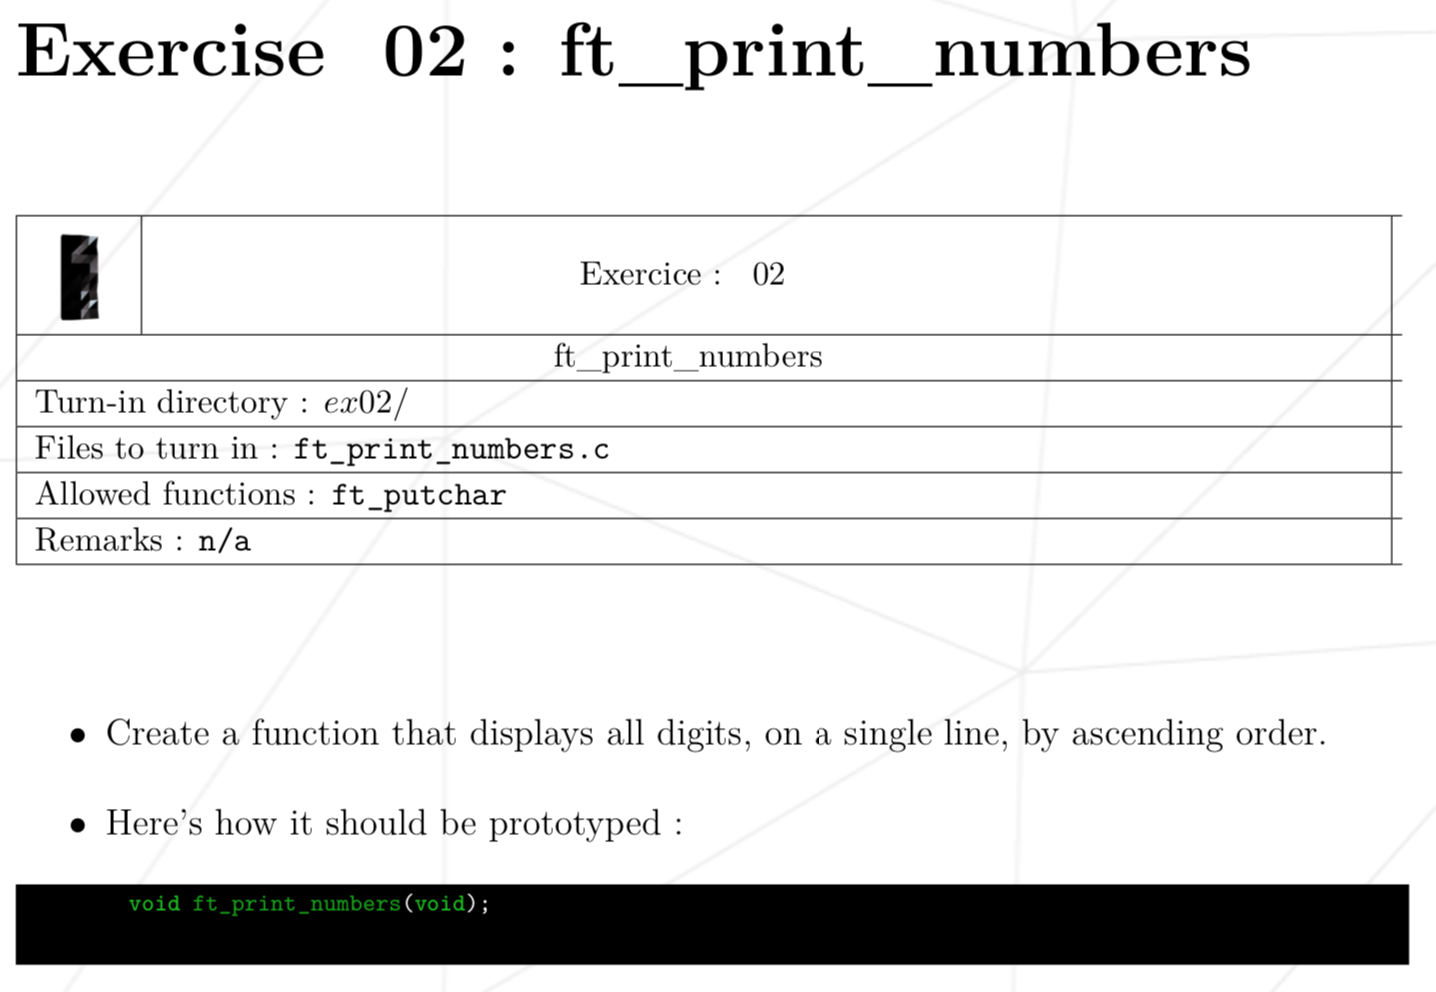 Exercise 02 : ft_print_numbers
Exercice : 02
ft_print_numbers
Turn-in directory : ex02/
Files to turn in : ft_print_numbers.c
Allowed functions : ft_putchar
Remarks : n/a
• Create a function that displays all digits, on a single line, by ascending order.
• Here's how it should be prototyped :
void ft_print_numbers(void);